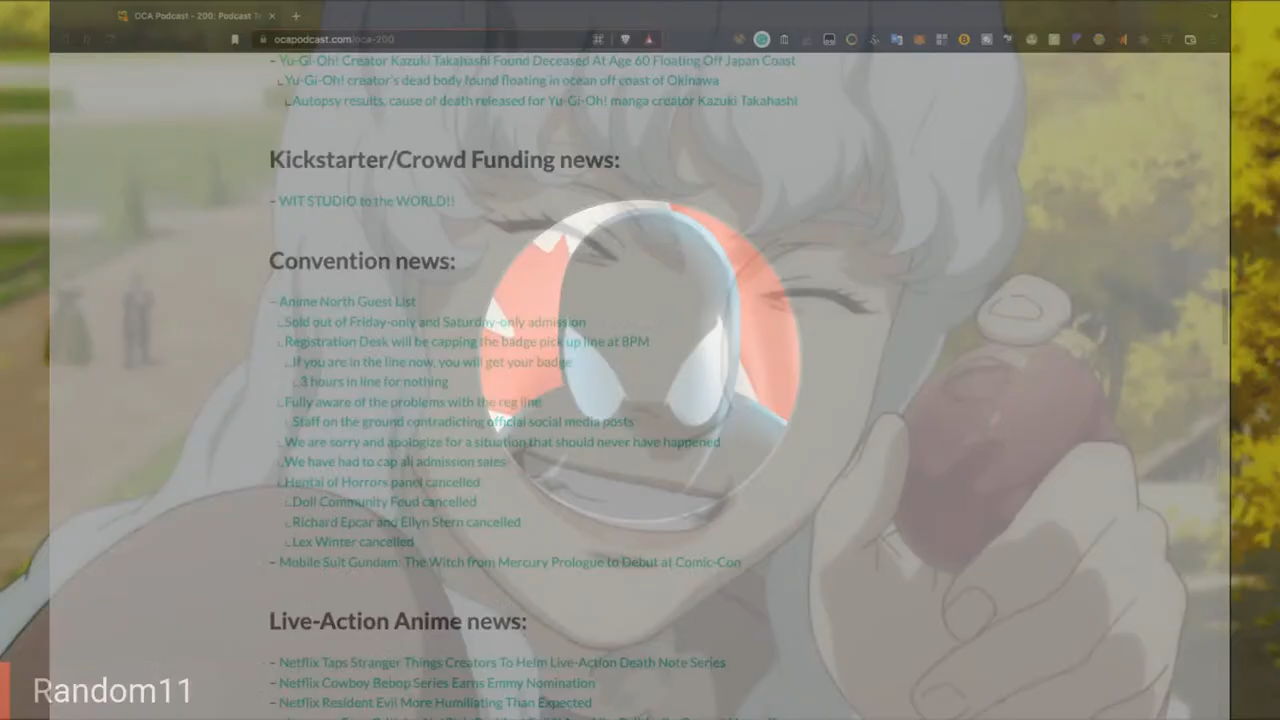 OCA Podcast - 200: Podcast
ocapodcast.com/oca-200
- Yu-Gi-Oh! Creator Kazuki Takahashi Found Deceased At Age 60 Floating Off Japan Coast
Yu-Gi-Oh! creator's dead body found floating in ocean off coast of Okinawa
Autopsy results, cause of death released for Yu-Gi-Oh! manga creator Kazuki Takahashi
Kickstarter/Crowd Funding news:
- WIT STUDIO to the WORLD!!
Convention news:
- Anime North Guest List
Sold out of Friday-only and Saturday-only admission
Registration Desk will be capping the badge pick up line at 8PM
If you are in the line now, you will get your badge
3 hours in line for nothing
Fully aware of the problems with the reg line
Staff on the ground contradicting official social media posts
We are sorry and apologize for a situation that should never have happened
We have had to cap all admission sales
Hentai of Horrors panel cancelled
Doll Community Feud cancelled
Richard Epcar and Ellyn Stern cancelled
Lex Winter cancelled
- Mobile Suit Gundam: The Witch from Mercury Prologue to Debut at Comic-Con
Live-Action Anime news:
- Netflix Taps Stranger Things Creators To Helm Live-Action Death Note Series
- Netflix Cowboy Bebop Series Earns Emmy Nomination
- Netflix Resident Evil More Humiliating Than Expected
Random11